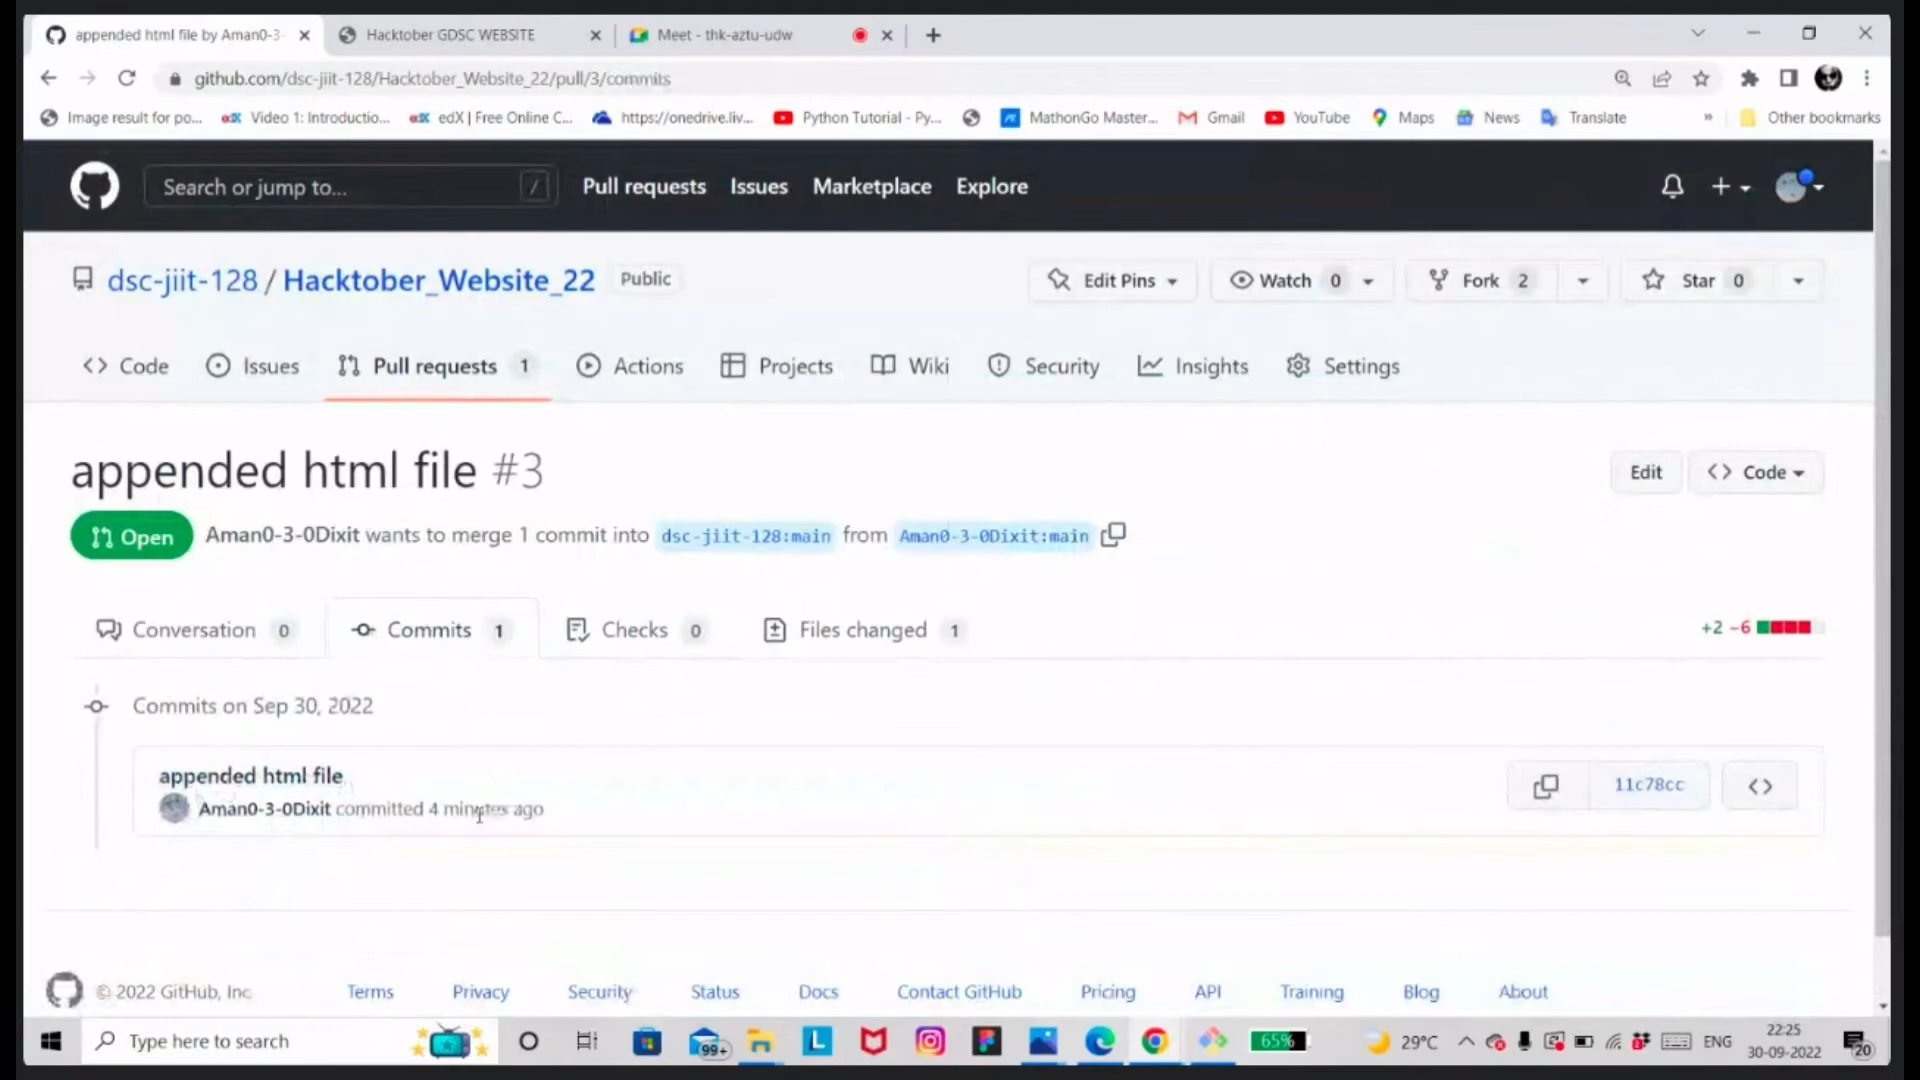 appended html file by Aman0-3-
Hacktober GDSC WEBSITE
Meet - thk-aztu-udw
github.com/dsc-jiit-128/Hacktober_Website_22/pull/3/commits
Image result for po...
edX
Video 1: Introductio...
edX
edX | Free Online C...
https://onedrive.liv...
Python Tutorial - Py...
MathonGo Master...
Gmail
YouTube
Maps
News
Translate
»
Other bookmarks
Search or jump to...
/
Pull requests
Issues
Marketplace
Explore
dsc-jiit-128 / Hacktober_Website_22
Public
Edit Pins
Watch 0
Fork 2
Star 0
Code
Issues
Pull requests 1
Actions
Projects
Wiki
Security
Insights
Settings
appended html file #3
Edit
Code
Open
Aman0-3-0Dixit wants to merge 1 commit into dsc-jiit-128:main from Aman0-3-0Dixit:main
Conversation 0
Commits 1
Checks 0
Files changed 1
+2 −6
Commits on Sep 30, 2022
appended html file
Aman0-3-0Dixit committed 4 minutes ago
11c78cc
© 2022 GitHub, Inc.
Terms
Privacy
Security
Status
Docs
Contact GitHub
Pricing
API
Training
Blog
About
Type here to search
99+
L
65%
29°C
ENG
22:25
30-09-2022
20